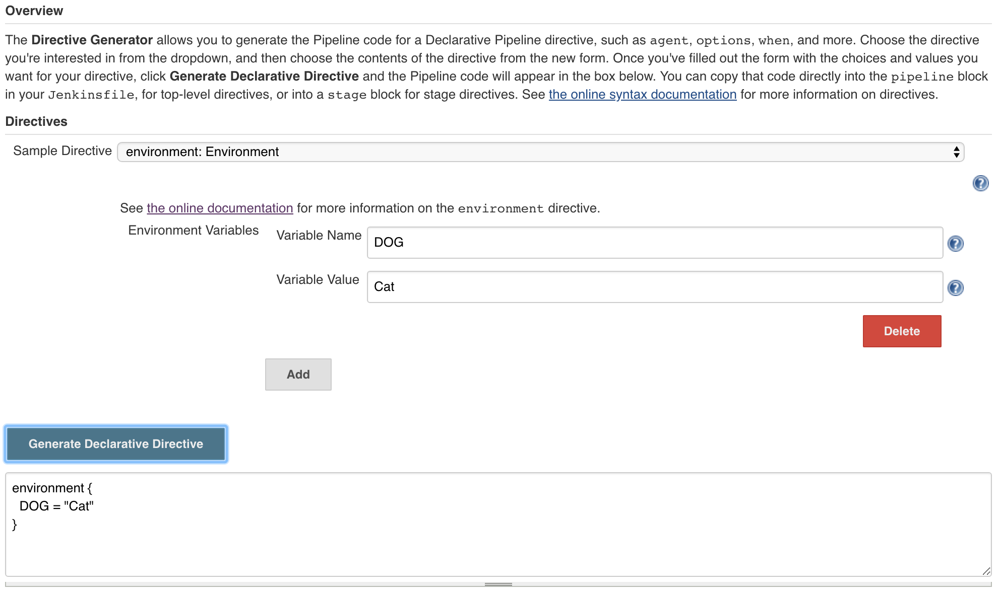 Overview
The Directive Generator allows you to generate the Pipeline code for a Declarative Pipeline directive, such as agent, options, when, and more. Choose the directive
you're interested in from the dropdown, and then choose the contents of the directive from the new form. Once you've filled out the form with the choices and values you
want for your directive, click Generate Declarative Directive and the Pipeline code will appear in the box below. You can copy that code directly into the pipeline block
in your Jenkinsfile, for top-level directives, or into a stage block for stage directives. See the online syntax documentation for more information on directives.
Directives
Sample Directive environment: Environment
?
See the online documentation for more information on the environment directive.
Environment Variables Variable Name DOG ?
Variable Value Cat ?
Delete
Add
Generate Declarative Directive
environment {
  DOG = "Cat"
}